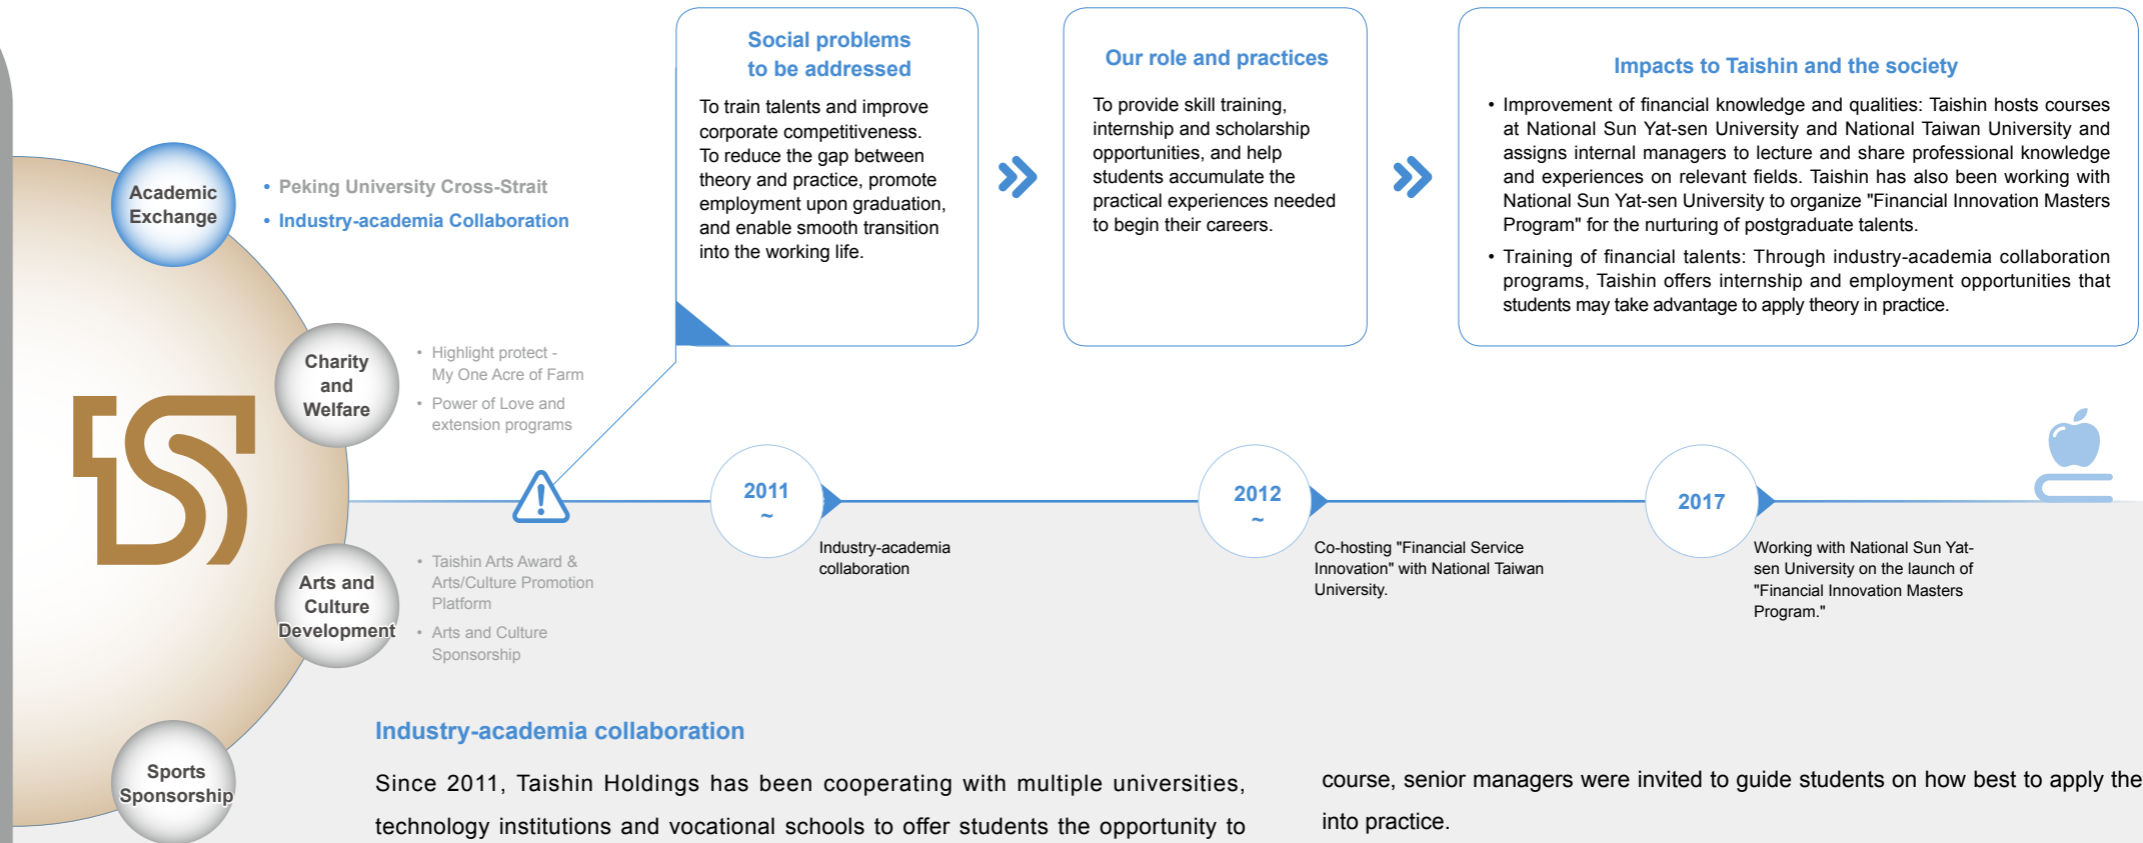 Social problems
to be addressed
To train talents and improve
corporate competitiveness.
To reduce the gap between
theory and practice, promote
employment upon graduation,
and enable smooth transition
into the working life.
Our role and practices
To provide skill training,
internship and scholarship
opportunities, and help
students accumulate the
practical experiences needed
to begin their careers.
Impacts to Taishin and the society
• Improvement of financial knowledge and qualities: Taishin hosts courses
at National Sun Yat-sen University and National Taiwan University and
assigns internal managers to lecture and share professional knowledge
and experiences on relevant fields. Taishin has also been working with
National Sun Yat-sen University to organize "Financial Innovation Masters
Program" for the nurturing of postgraduate talents.
• Training of financial talents: Through industry-academia collaboration
programs, Taishin offers internship and employment opportunities that
students may take advantage to apply theory in practice.
Academic
Exchange
• Peking University Cross-Strait
• Industry-academia Collaboration
Charity
and
Welfare
• Highlight protect -
My One Acre of Farm
• Power of Love and
extension programs
Arts and
Culture
Development
• Taishin Arts Award &
Arts/Culture Promotion
Platform
• Arts and Culture
Sponsorship
Sports
Sponsorship
2011
~
Industry-academia
collaboration
2012
~
Co-hosting "Financial Service
Innovation" with National Taiwan
University.
2017
Working with National Sun Yat-
sen University on the launch of
"Financial Innovation Masters
Program."
Industry-academia collaboration
Since 2011, Taishin Holdings has been cooperating with multiple universities,
technology institutions and vocational schools to offer students the opportunity to
course, senior managers were invited to guide students on how best to apply the
into practice.